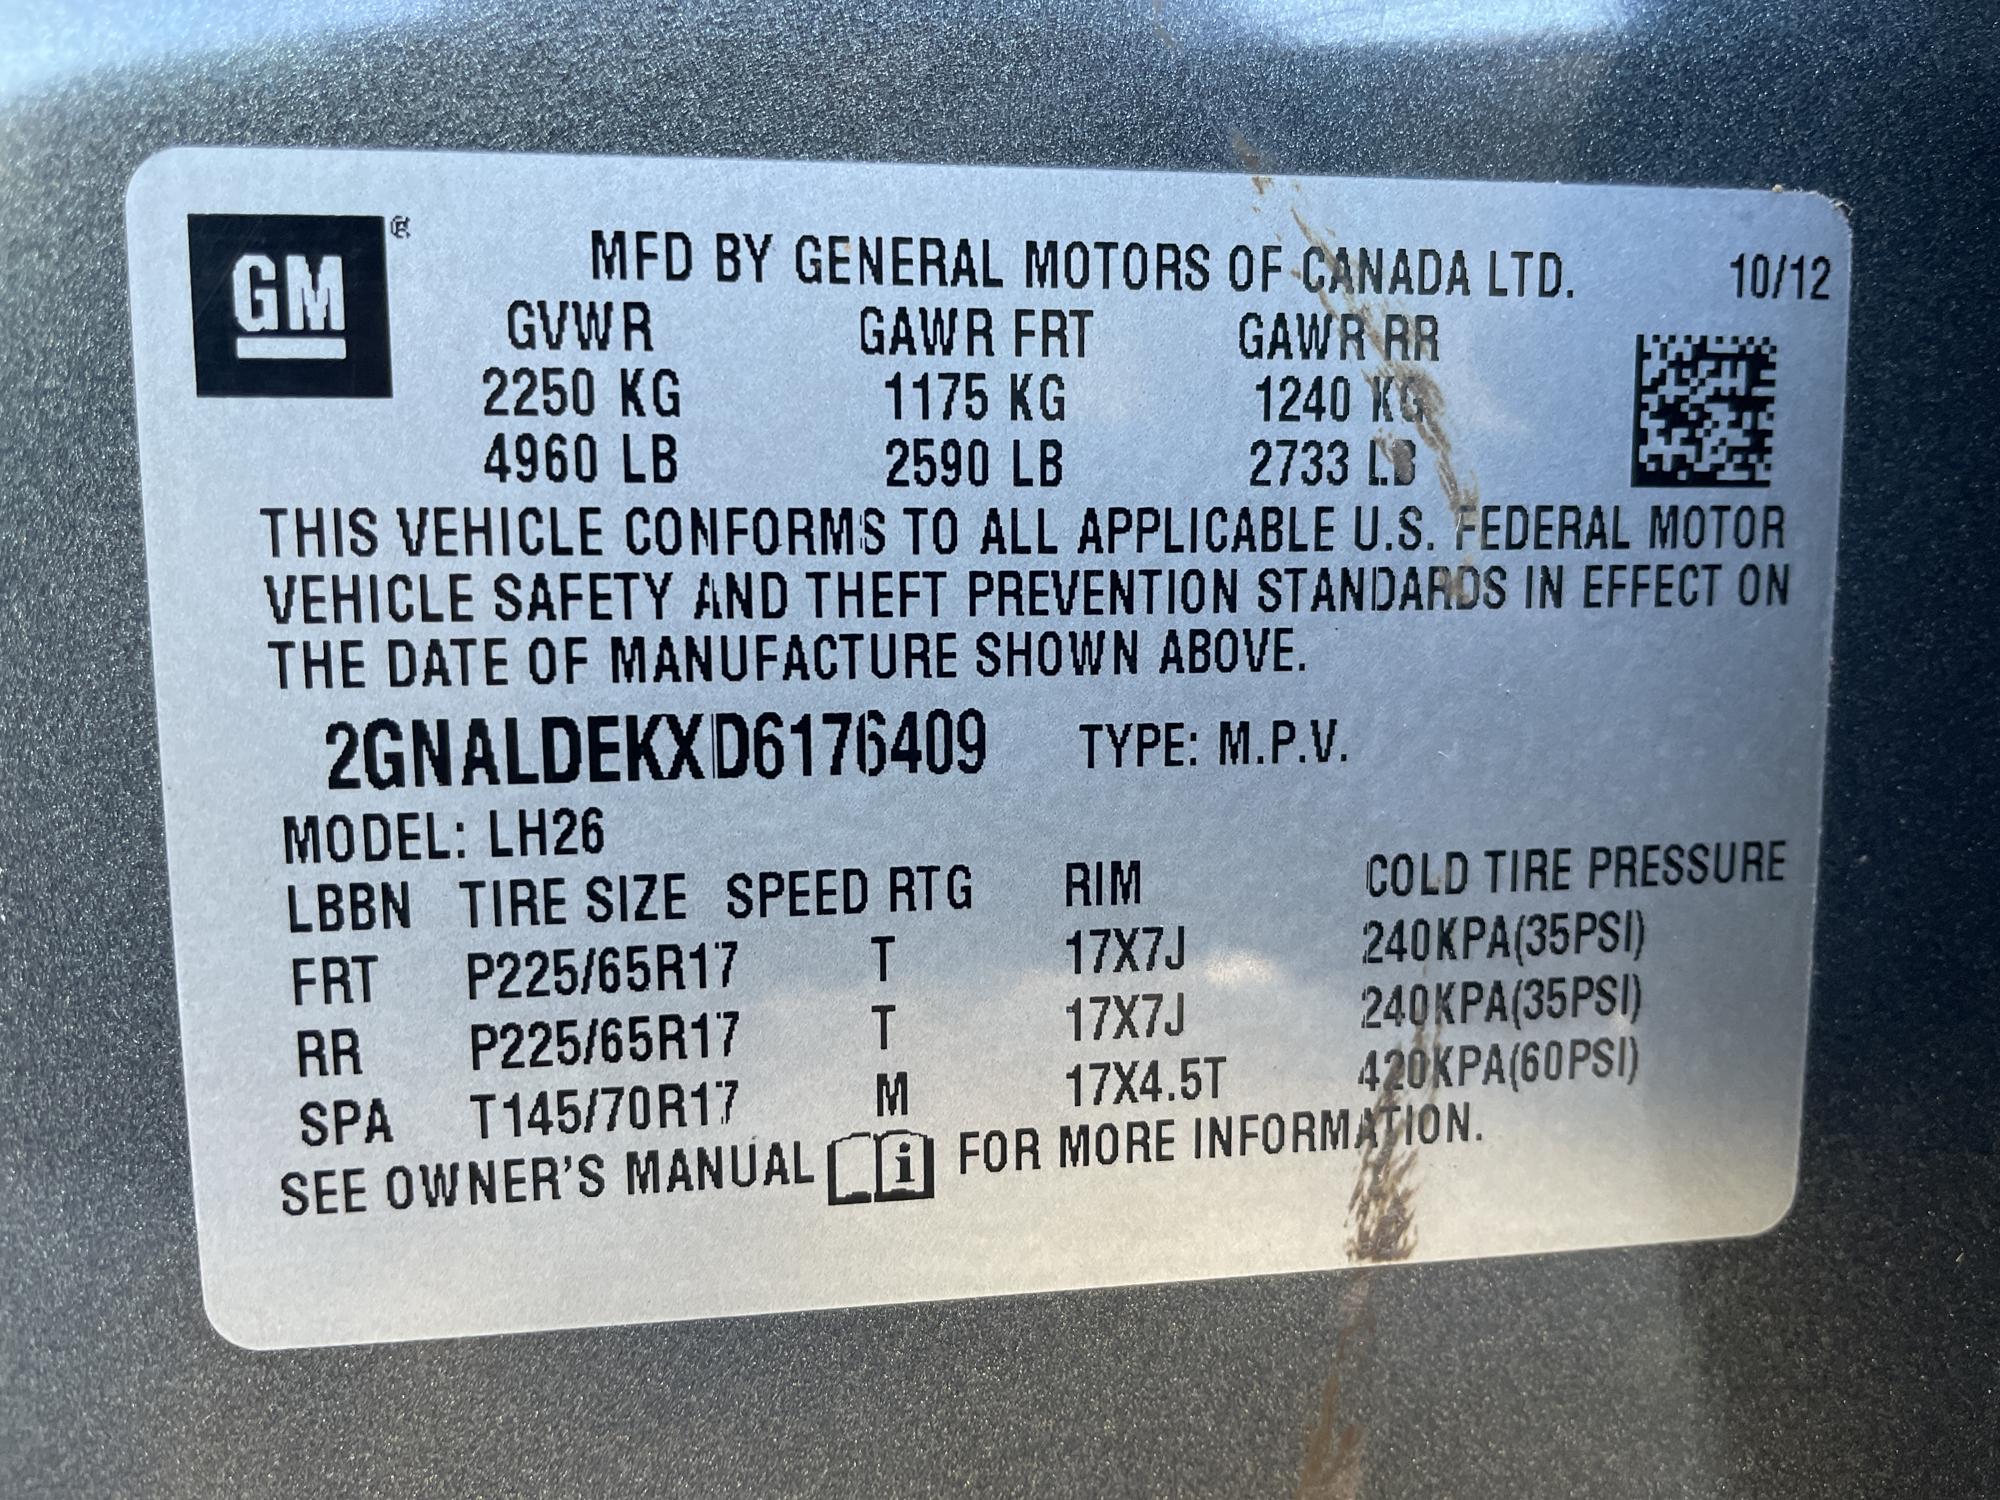 GM ®
MFD BY GENERAL MOTORS OF CANADA LTD. 10/12
GVWR GAWR FRT GAWR RR
2250 KG 1175 KG 1240 KG
4960 LB 2590 LB 2733 LB
THIS VEHICLE CONFORMS TO ALL APPLICABLE U.S. FEDERAL MOTOR
VEHICLE SAFETY AND THEFT PREVENTION STANDARDS IN EFFECT ON
THE DATE OF MANUFACTURE SHOWN ABOVE.
2GNALDEKXD6176409 TYPE: M.P.V.
MODEL: LH26
LBBN TIRE SIZE SPEED RTG RIM COLD TIRE PRESSURE
FRT P225/65R17 T 17X7J 240KPA(35PSI)
RR P225/65R17 T 17X7J 240KPA(35PSI)
SPA T145/70R17 M 17X4.5T 420KPA(60PSI)
SEE OWNER'S MANUAL i FOR MORE INFORMATION.